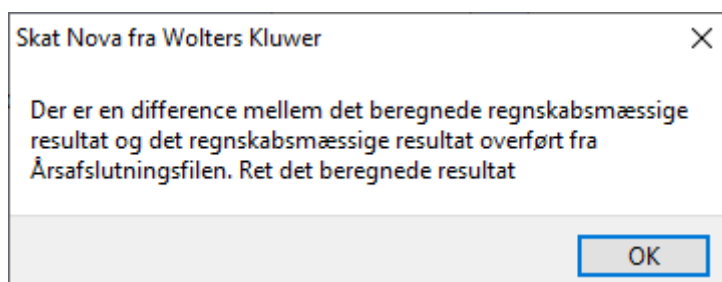 Skat Nova fra Wolters Kluwer
Der er en difference mellem det beregnede regnskabsmæssige
resultat og det regnskabsmæssige resultat overført fra
Årsafslutningsfilen. Ret det beregnede resultat
OK